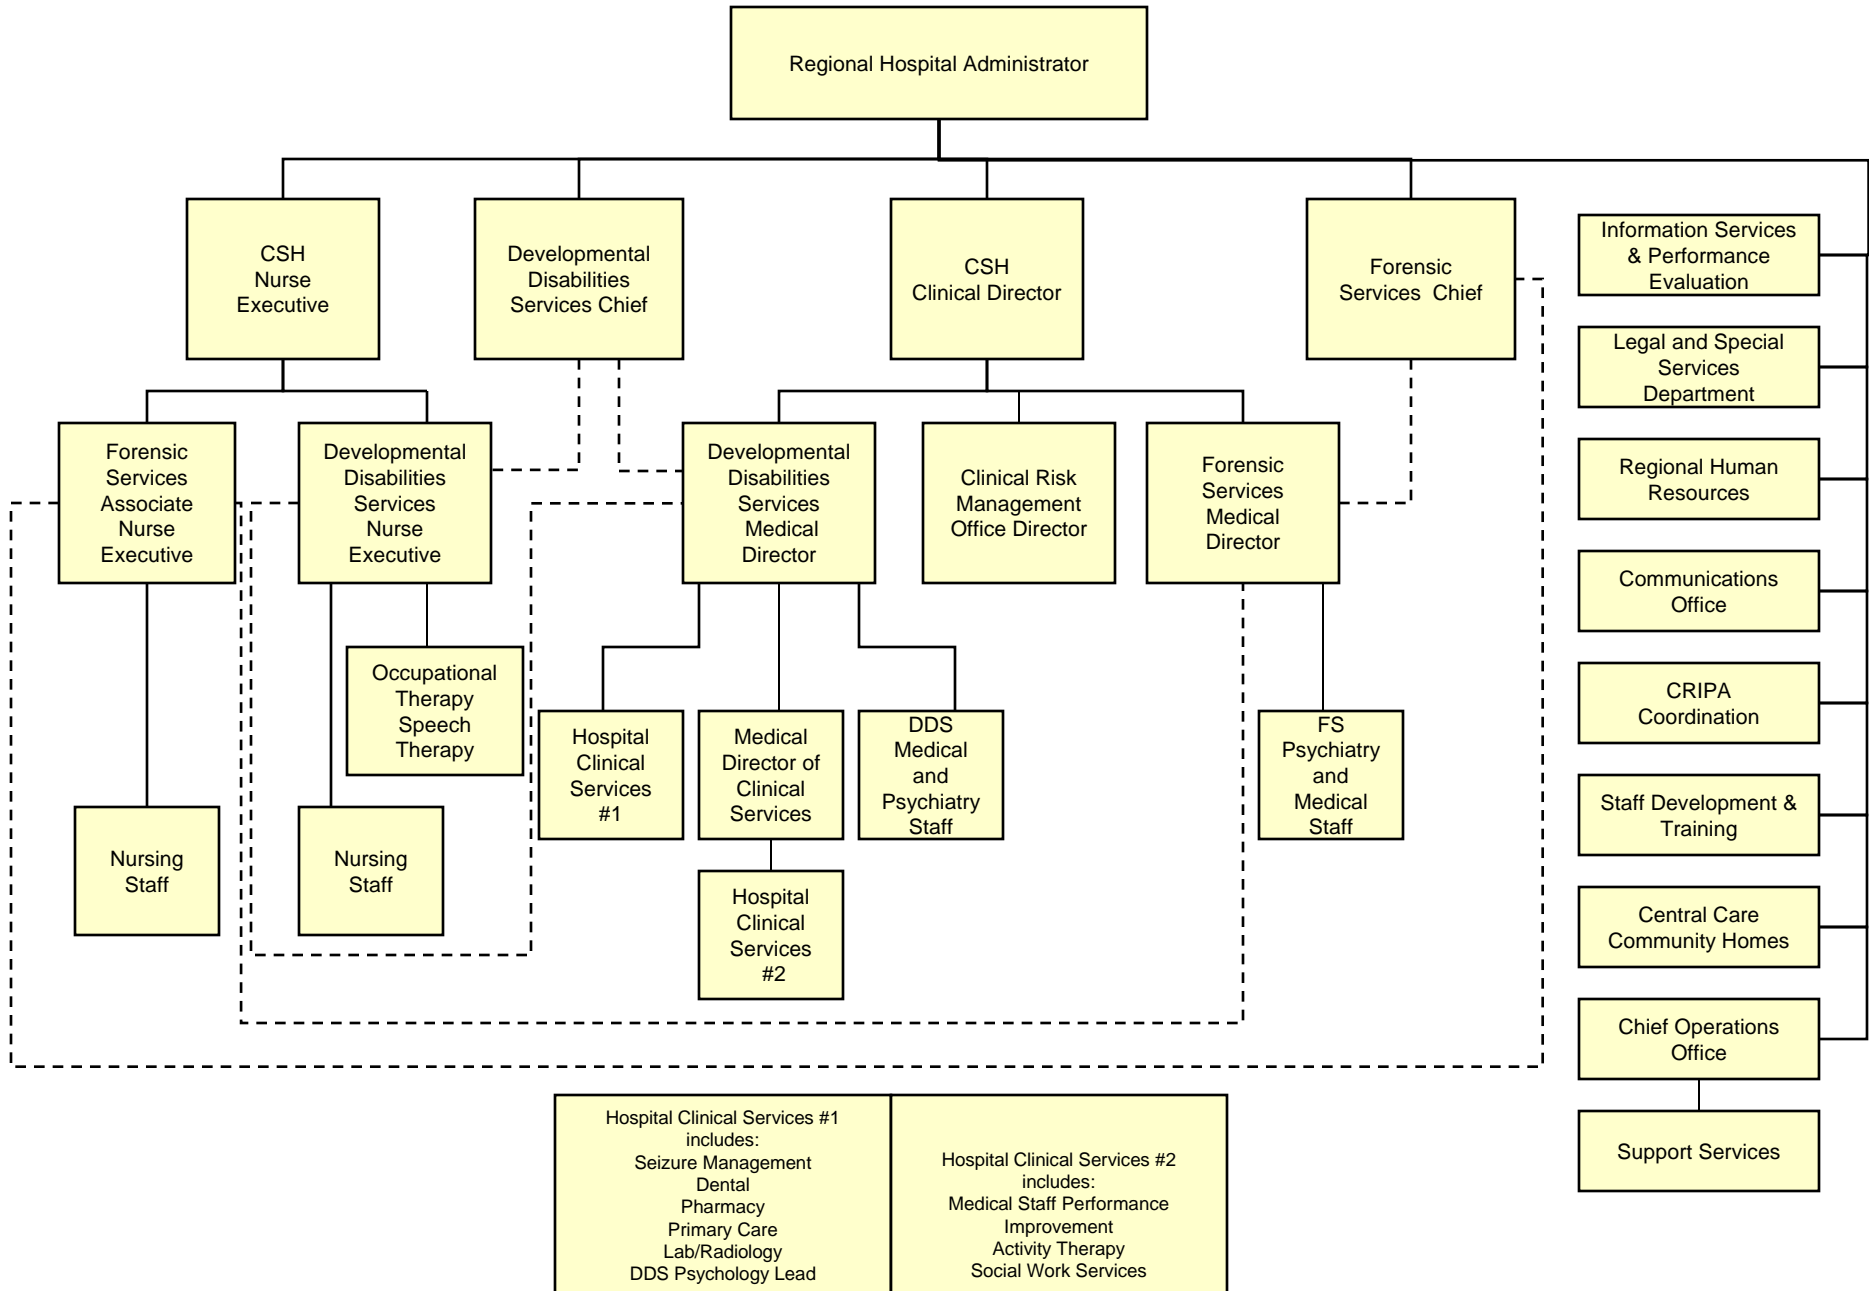 Regional Hospital Administrator
CSH
Nurse
Executive
Developmental
Disabilities
Services Chief
CSH
Clinical Director
Forensic
Services  Chief
Information Services
& Performance
Evaluation
Legal and Special
Services
Department
Regional Human
Resources
Communications
Office
CRIPA
Coordination
Staff Development &
Training
Central Care
Community Homes
Chief Operations
Office
Support Services
Forensic
Services
Associate
Nurse
Executive
Developmental
Disabilities
Services
Nurse
Executive
Developmental
Disabilities
Services
Medical
Director
Clinical Risk
Management
Office Director
Forensic
Services
Medical
Director
Occupational
Therapy
Speech
Therapy
Hospital
Clinical
Services
#1
Medical
Director of
Clinical
Services
DDS
Medical
and
Psychiatry
Staff
FS
Psychiatry
and
Medical
Staff
Nursing
Staff
Nursing
Staff
Hospital
Clinical
Services
#2
Hospital Clinical Services #1
includes:
Seizure Management
Dental
Pharmacy
Primary Care
Lab/Radiology
DDS Psychology Lead
Hospital Clinical Services #2
includes:
Medical Staff Performance
Improvement
Activity Therapy
Social Work Services